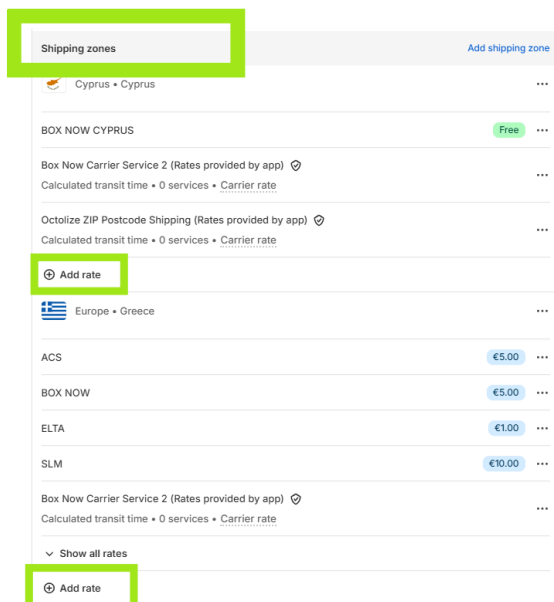 Shipping zones
Add shipping zone
Cyprus • Cyprus
BOX NOW CYPRUS
Free
Box Now Carrier Service 2 (Rates provided by app)
Calculated transit time • 0 services • Carrier rate
Octolize ZIP Postcode Shipping (Rates provided by app)
Calculated transit time • 0 services • Carrier rate
Add rate
Europe • Greece
ACS
€5.00
BOX NOW
€5.00
ELTA
€1.00
SLM
€10.00
Box Now Carrier Service 2 (Rates provided by app)
Calculated transit time • 0 services • Carrier rate
Show all rates
Add rate